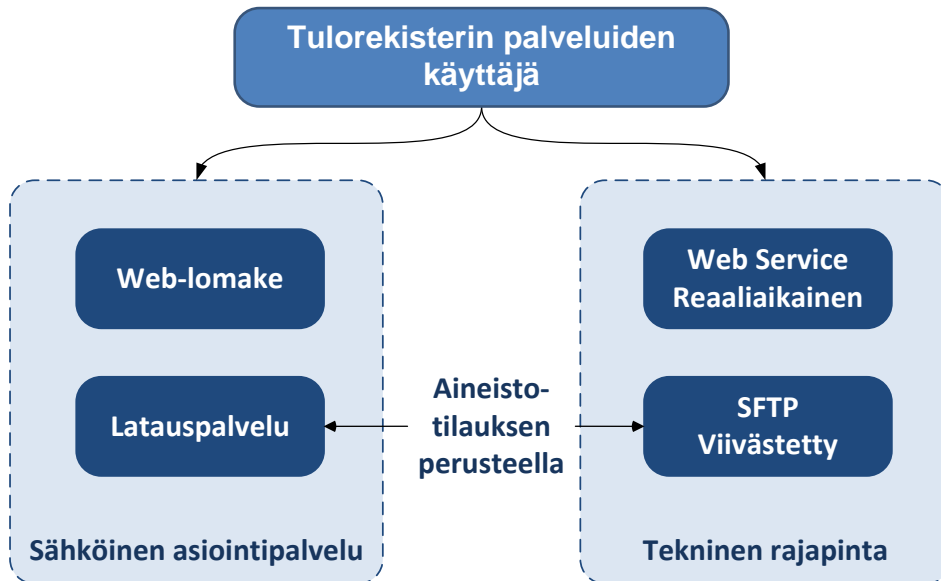 Tulorekisterin palveluiden
käyttäjä
Web-lomake
Latauspalvelu
Sähköinen asiointipalvelu
Aineisto-
tilauksen
perusteella
Web Service
Reaaliaikainen
SFTP
Viivästetty
Tekninen rajapinta